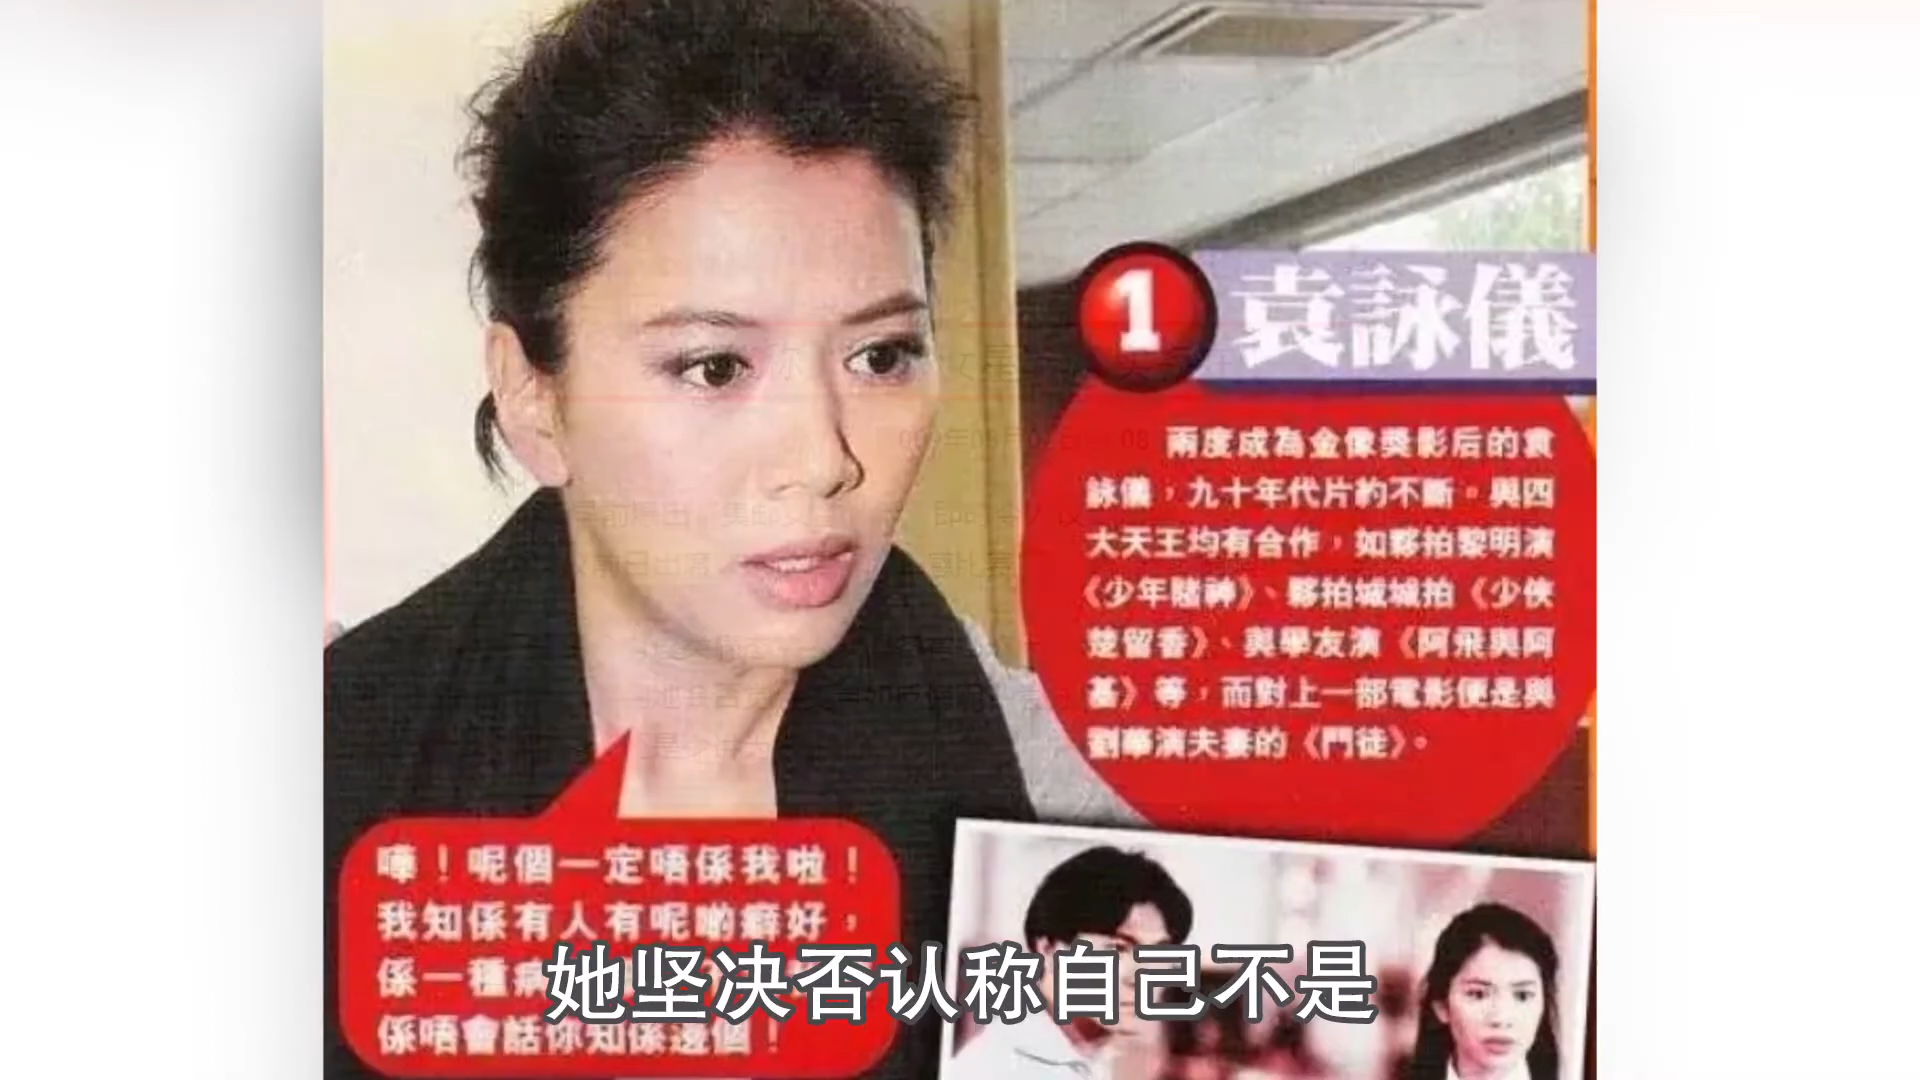 1 袁詠儀
兩度成為金像獎影后的袁
詠儀，九十年代片約不斷。與四
大天王均有合作，如夥拍黎明演
《少年賭神》、夥拍城城拍《少俠
楚留香》、與學友演《阿飛與阿
基》等，而對上一部電影便是與
劉華演夫妻的《門徒》。
嘩！呢個一定唔係我啦！
我知係有人有呢啲癖好，
係一種病
係唔會話你知係邊個！
她坚决否认称自己不是